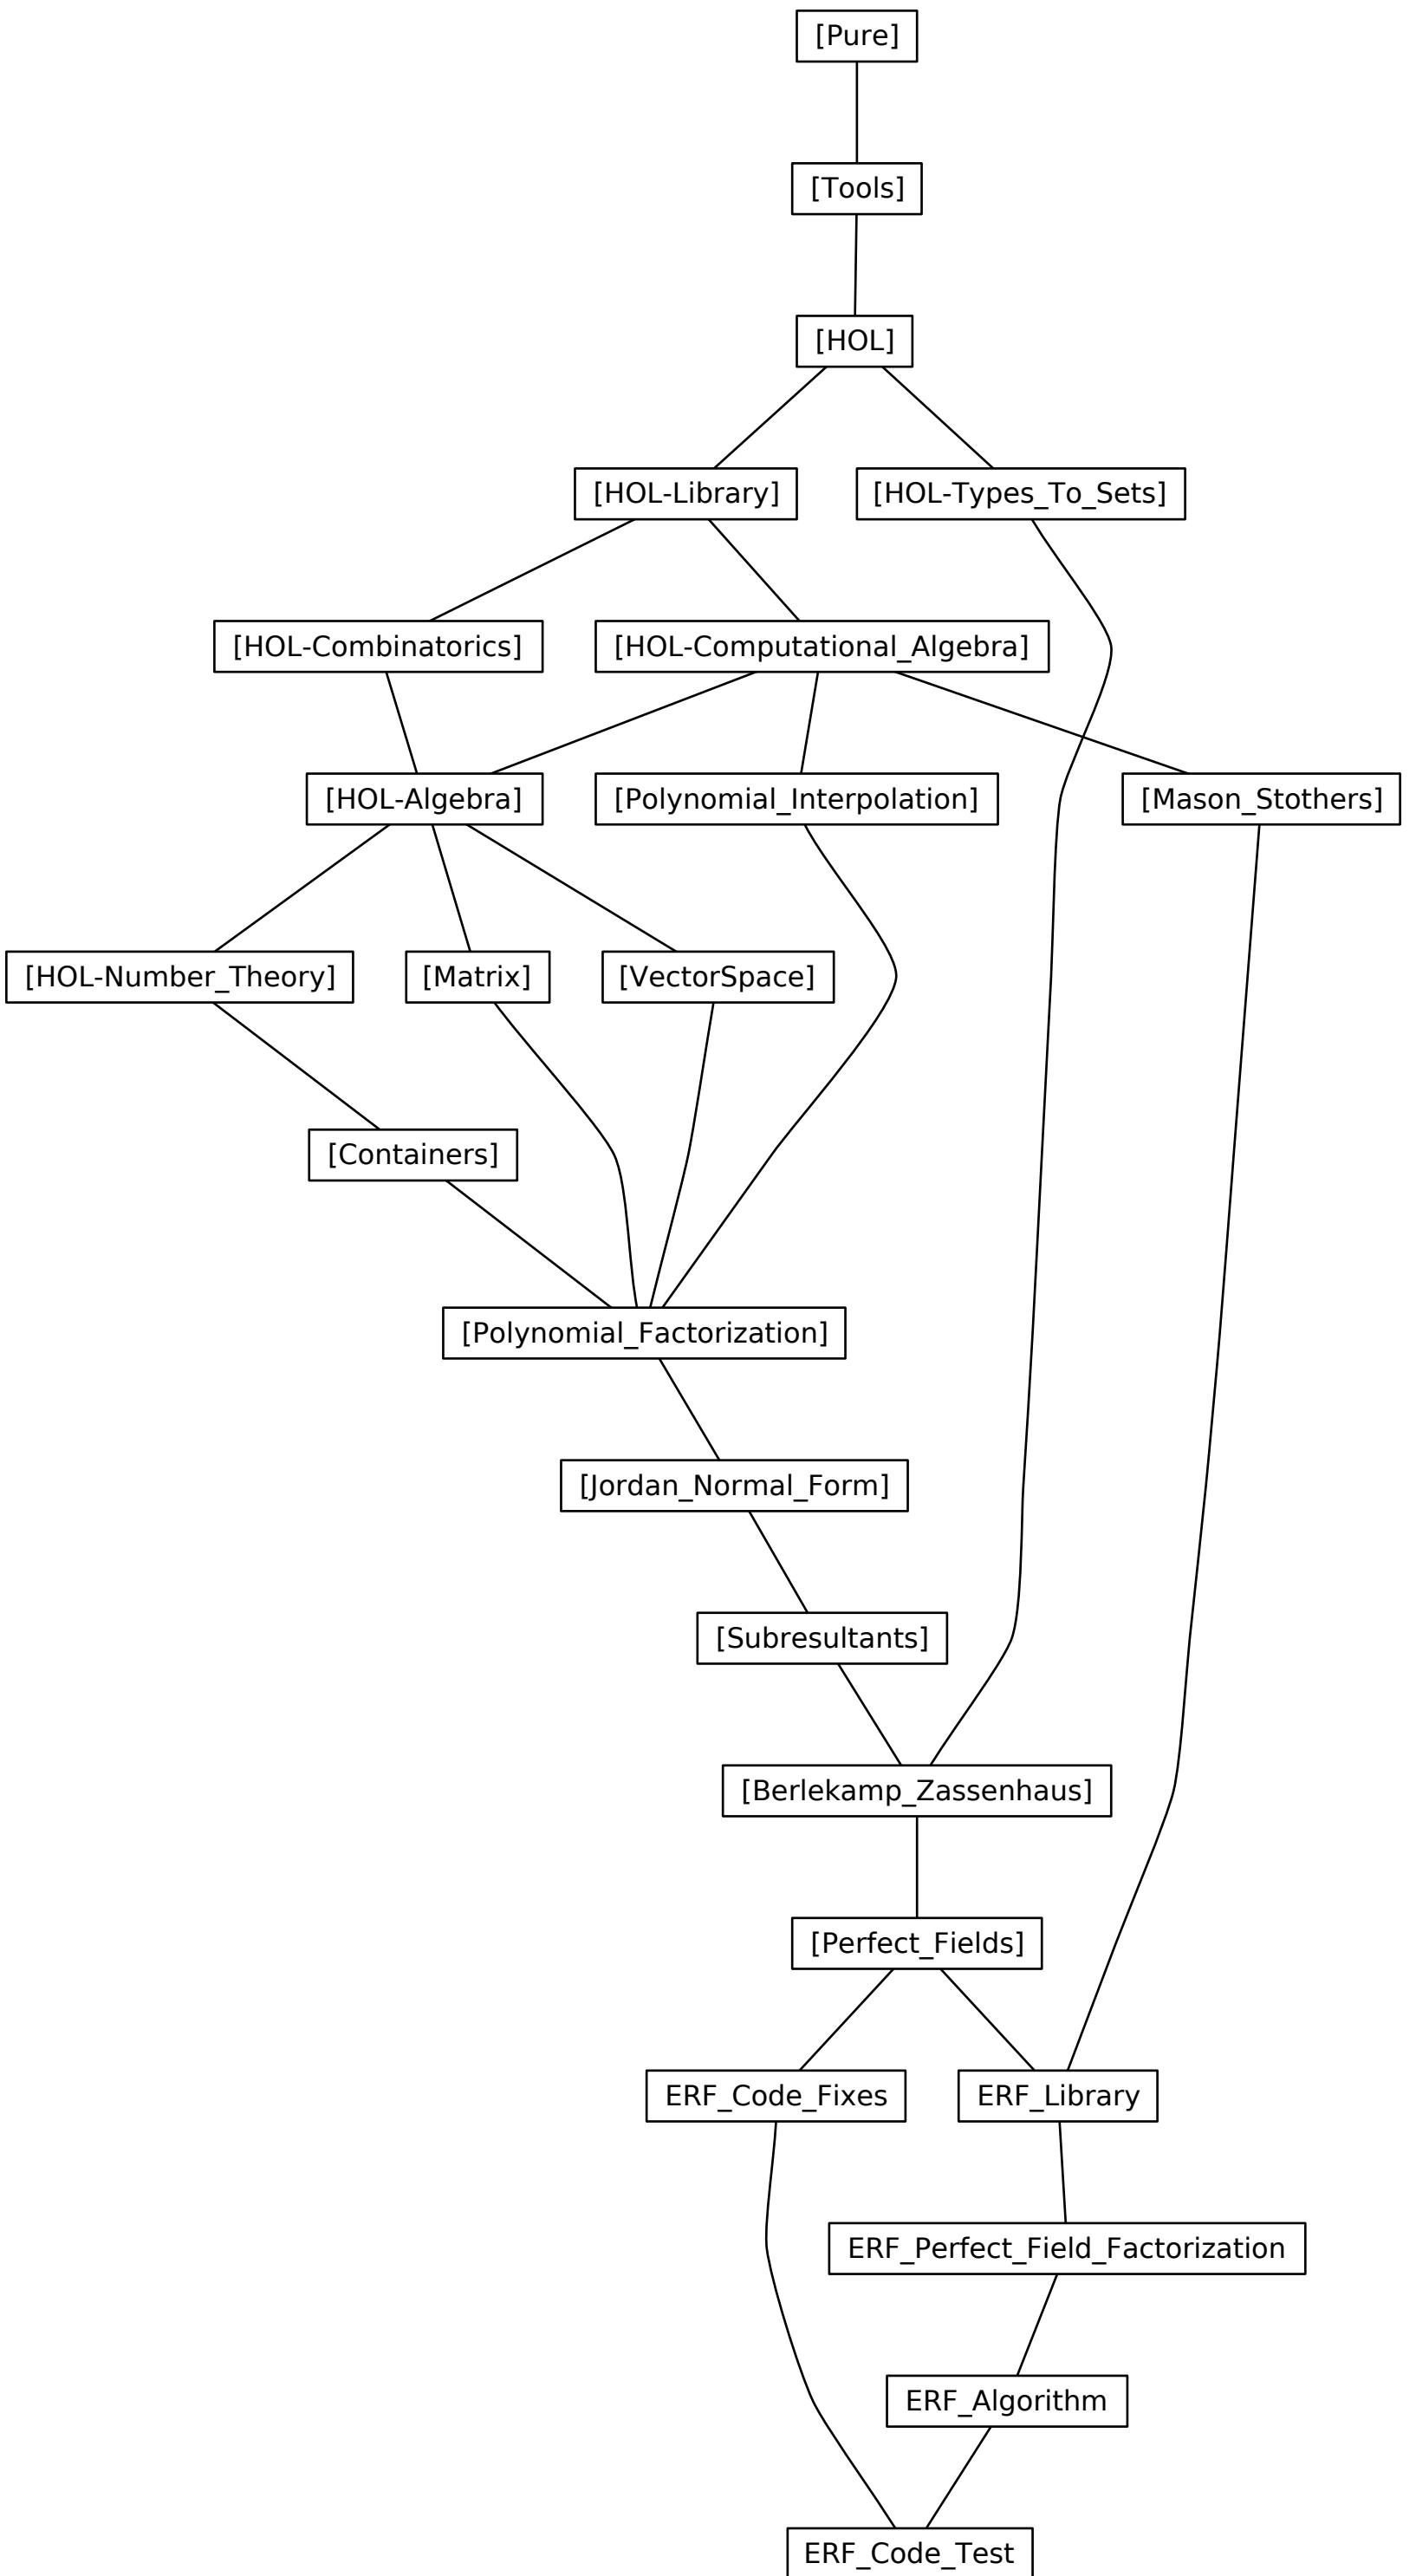 [Pure]
[Tools]
[HOL]
[HOL-Library]
[HOL-Types_To_Sets]
[HOL-Combinatorics]
[HOL-Computational_Algebra]
[HOL-Algebra]
[Polynomial_Interpolation]
[Mason_Stothers]
[HOL-Number_Theory]
[Matrix]
[VectorSpace]
[Containers]
[Polynomial_Factorization]
[Jordan_Normal_Form]
[Subresultants]
[Berlekamp_Zassenhaus]
[Perfect_Fields]
ERF_Code_Fixes
ERF_Library
ERF_Perfect_Field_Factorization
ERF_Algorithm
ERF_Code_Test